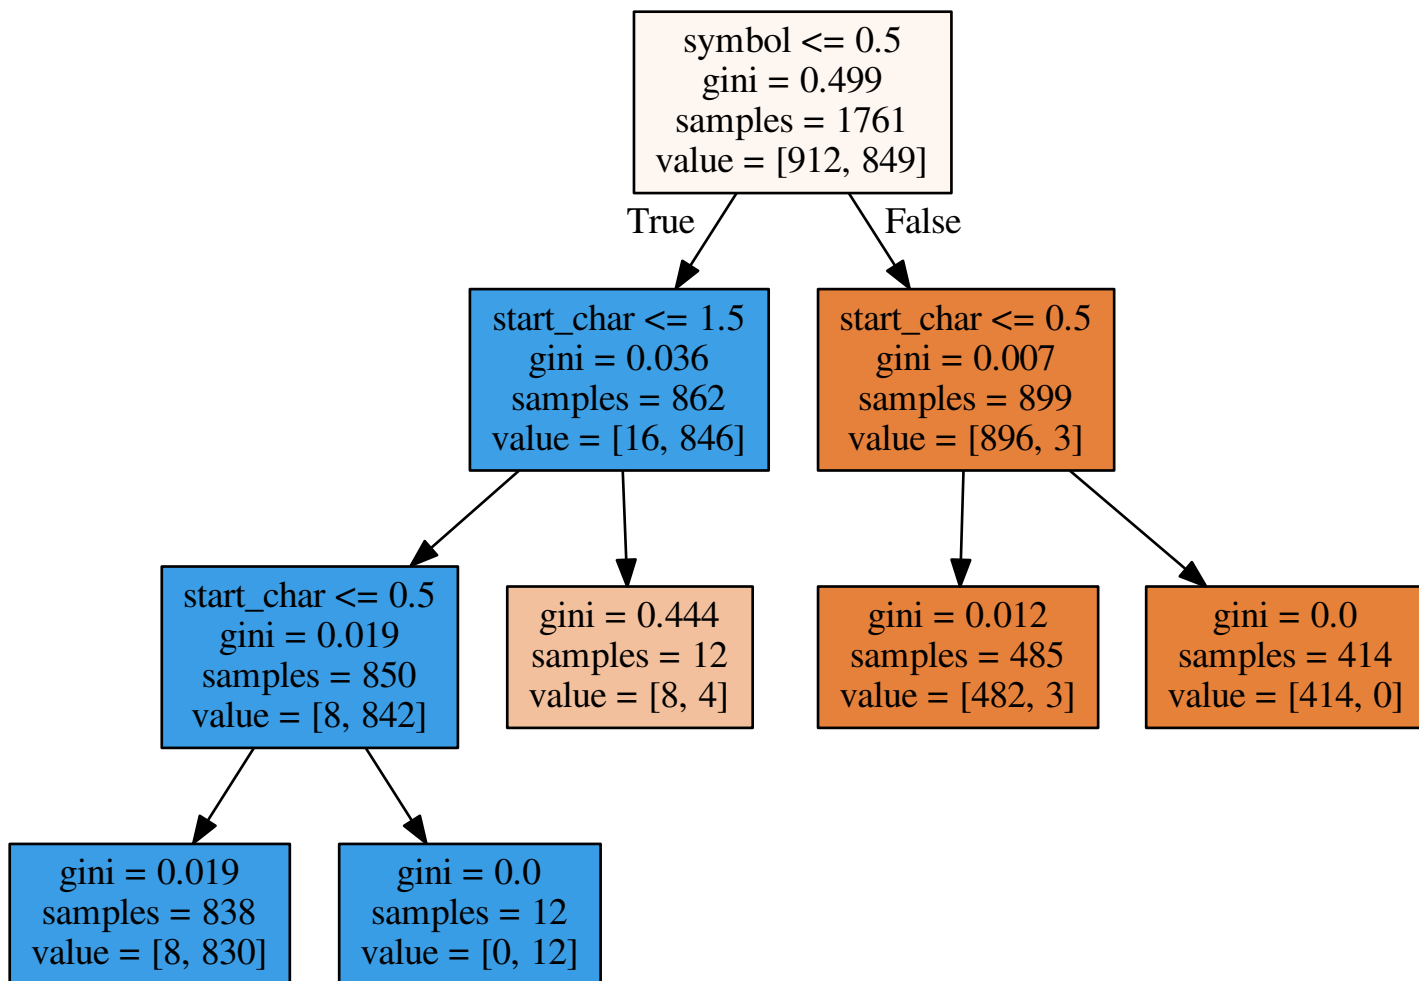 symbol <= 0.5
gini = 0.499
samples = 1761
value = [912, 849]
True
False
start_char <= 1.5
gini = 0.036
samples = 862
value = [16, 846]
start_char <= 0.5
gini = 0.007
samples = 899
value = [896, 3]
start_char <= 0.5
gini = 0.019
samples = 850
value = [8, 842]
gini = 0.444
samples = 12
value = [8, 4]
gini = 0.012
samples = 485
value = [482, 3]
gini = 0.0
samples = 414
value = [414, 0]
gini = 0.019
samples = 838
value = [8, 830]
gini = 0.0
samples = 12
value = [0, 12]